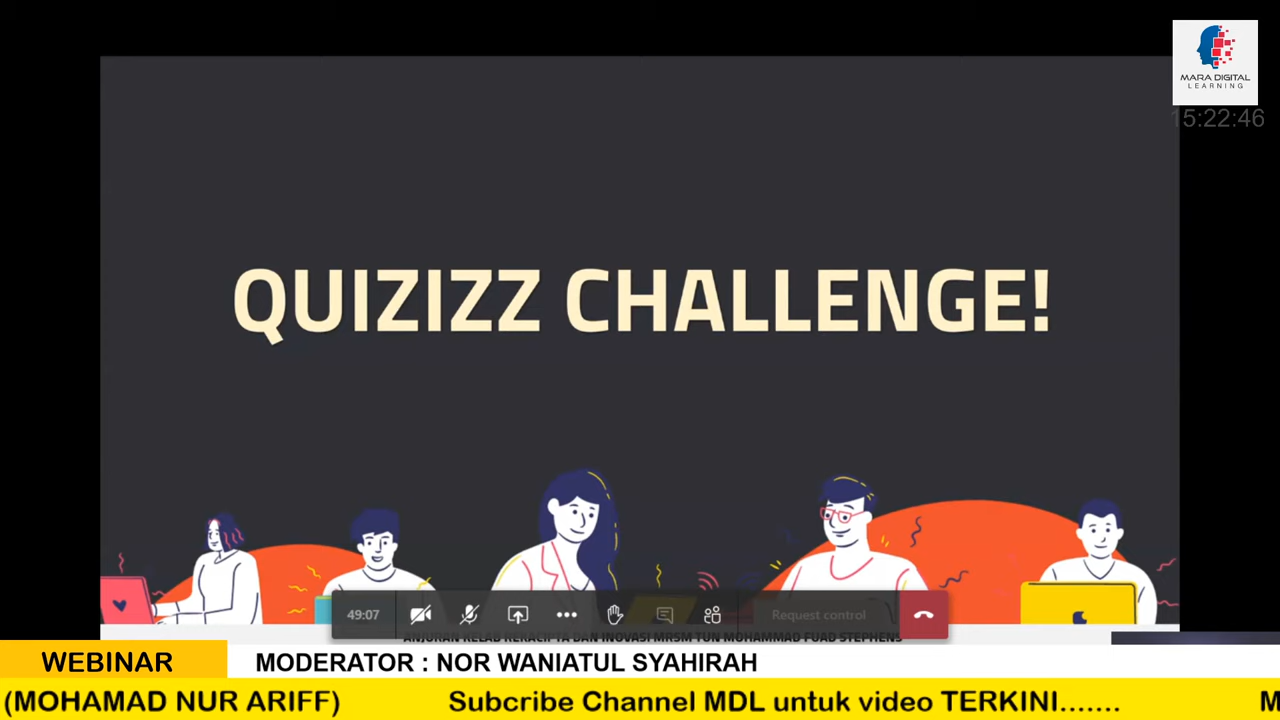 MARA DIGITAL
LEARNING
15:22:46
QUIZIZZ CHALLENGE!
49:07
Request control
ANJURAN KELAB REKACIPTA DAN INOVASI MRSM TUN MOHAMMAD FUAD STEPHENS
WEBINAR
MODERATOR : NOR WANIATUL SYAHIRAH
(MOHAMAD NUR ARIFF) Subcribe Channel MDL untuk video TERKINI....... M